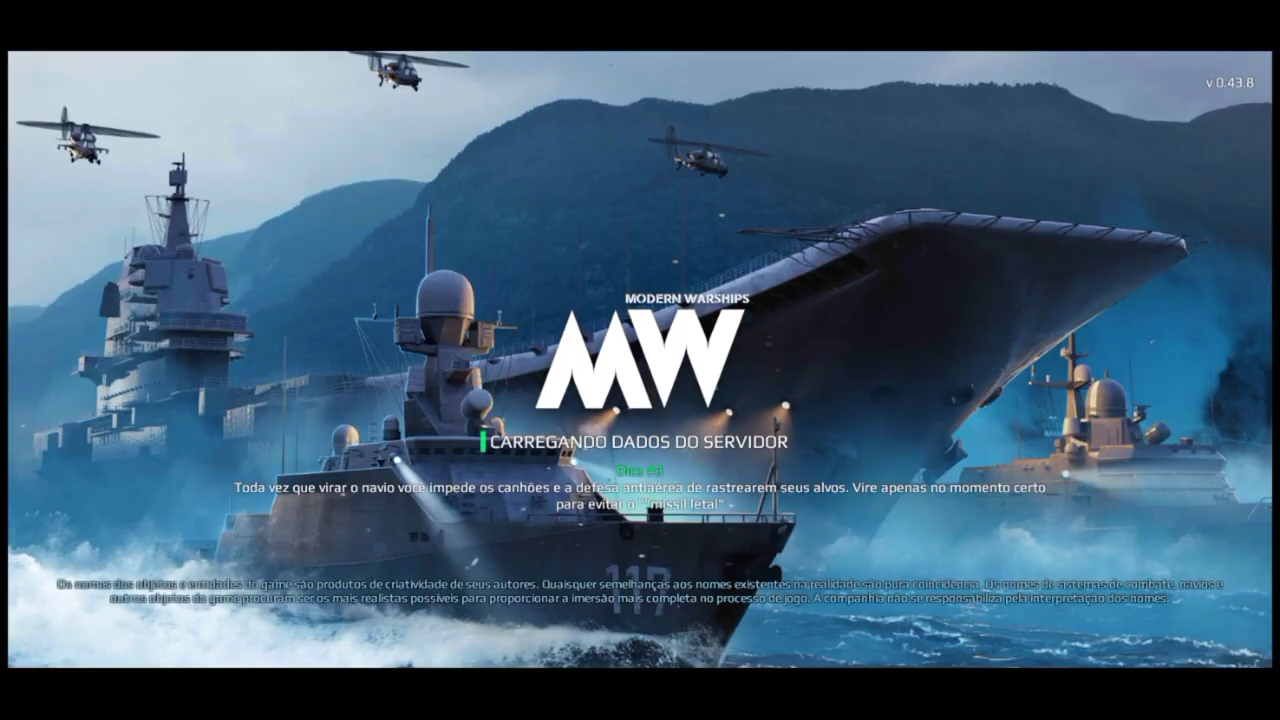 v 0.43.8
MODERN WARSHIPS
MW
CARREGANDO DADOS DO SERVIDOR
Dica #3
Toda vez que virar o navio você impede os canhões e a defesa antiaérea de rastrearem seus alvos. Vire apenas no momento certo
para evitar o ""míssil letal"
Os nomes dos objetos e entidades do game são produtos de criatividade de seus autores. Quaisquer semelhanças aos nomes existentes na realidade são pura coincidência. Os nomes de sistemas de combate, navios e
outros objetos do game procuram ser os mais realistas possíveis para proporcionar a imersão mais completa no processo de jogo. A companhia não se responsabiliza pela interpretação dos nomes.
117